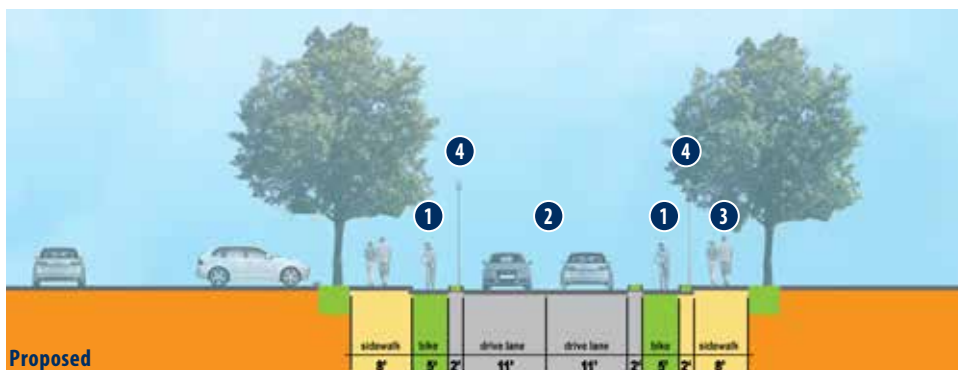 4 4
1 2 1 3
sidewalk bike drive lane drive lane bike sidewalk
8' 5' 2' 11' 11' 2' 5' 2' 8'
Proposed